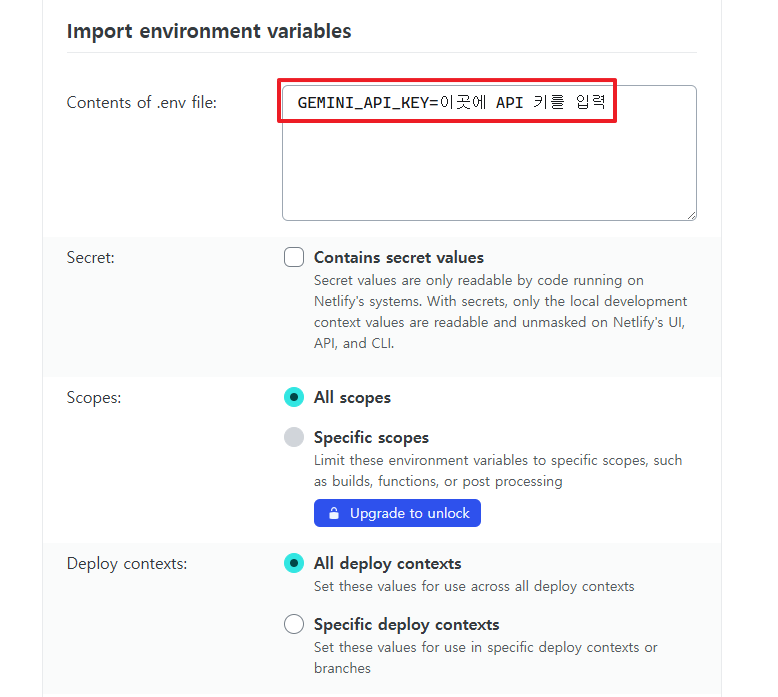 Import environment variables
Contents of .env file:
GEMINI_API_KEY=이곳에 API 키를 입력
Secret:
Contains secret values
Secret values are only readable by code running on
Netlify's systems. With secrets, only the local development
context values are readable and unmasked on Netlify's UI,
API, and CLI.
Scopes:
All scopes
Specific scopes
Limit these environment variables to specific scopes, such
as builds, functions, or post processing
Upgrade to unlock
Deploy contexts:
All deploy contexts
Set these values for use across all deploy contexts
Specific deploy contexts
Set these values for use in specific deploy contexts or
branches